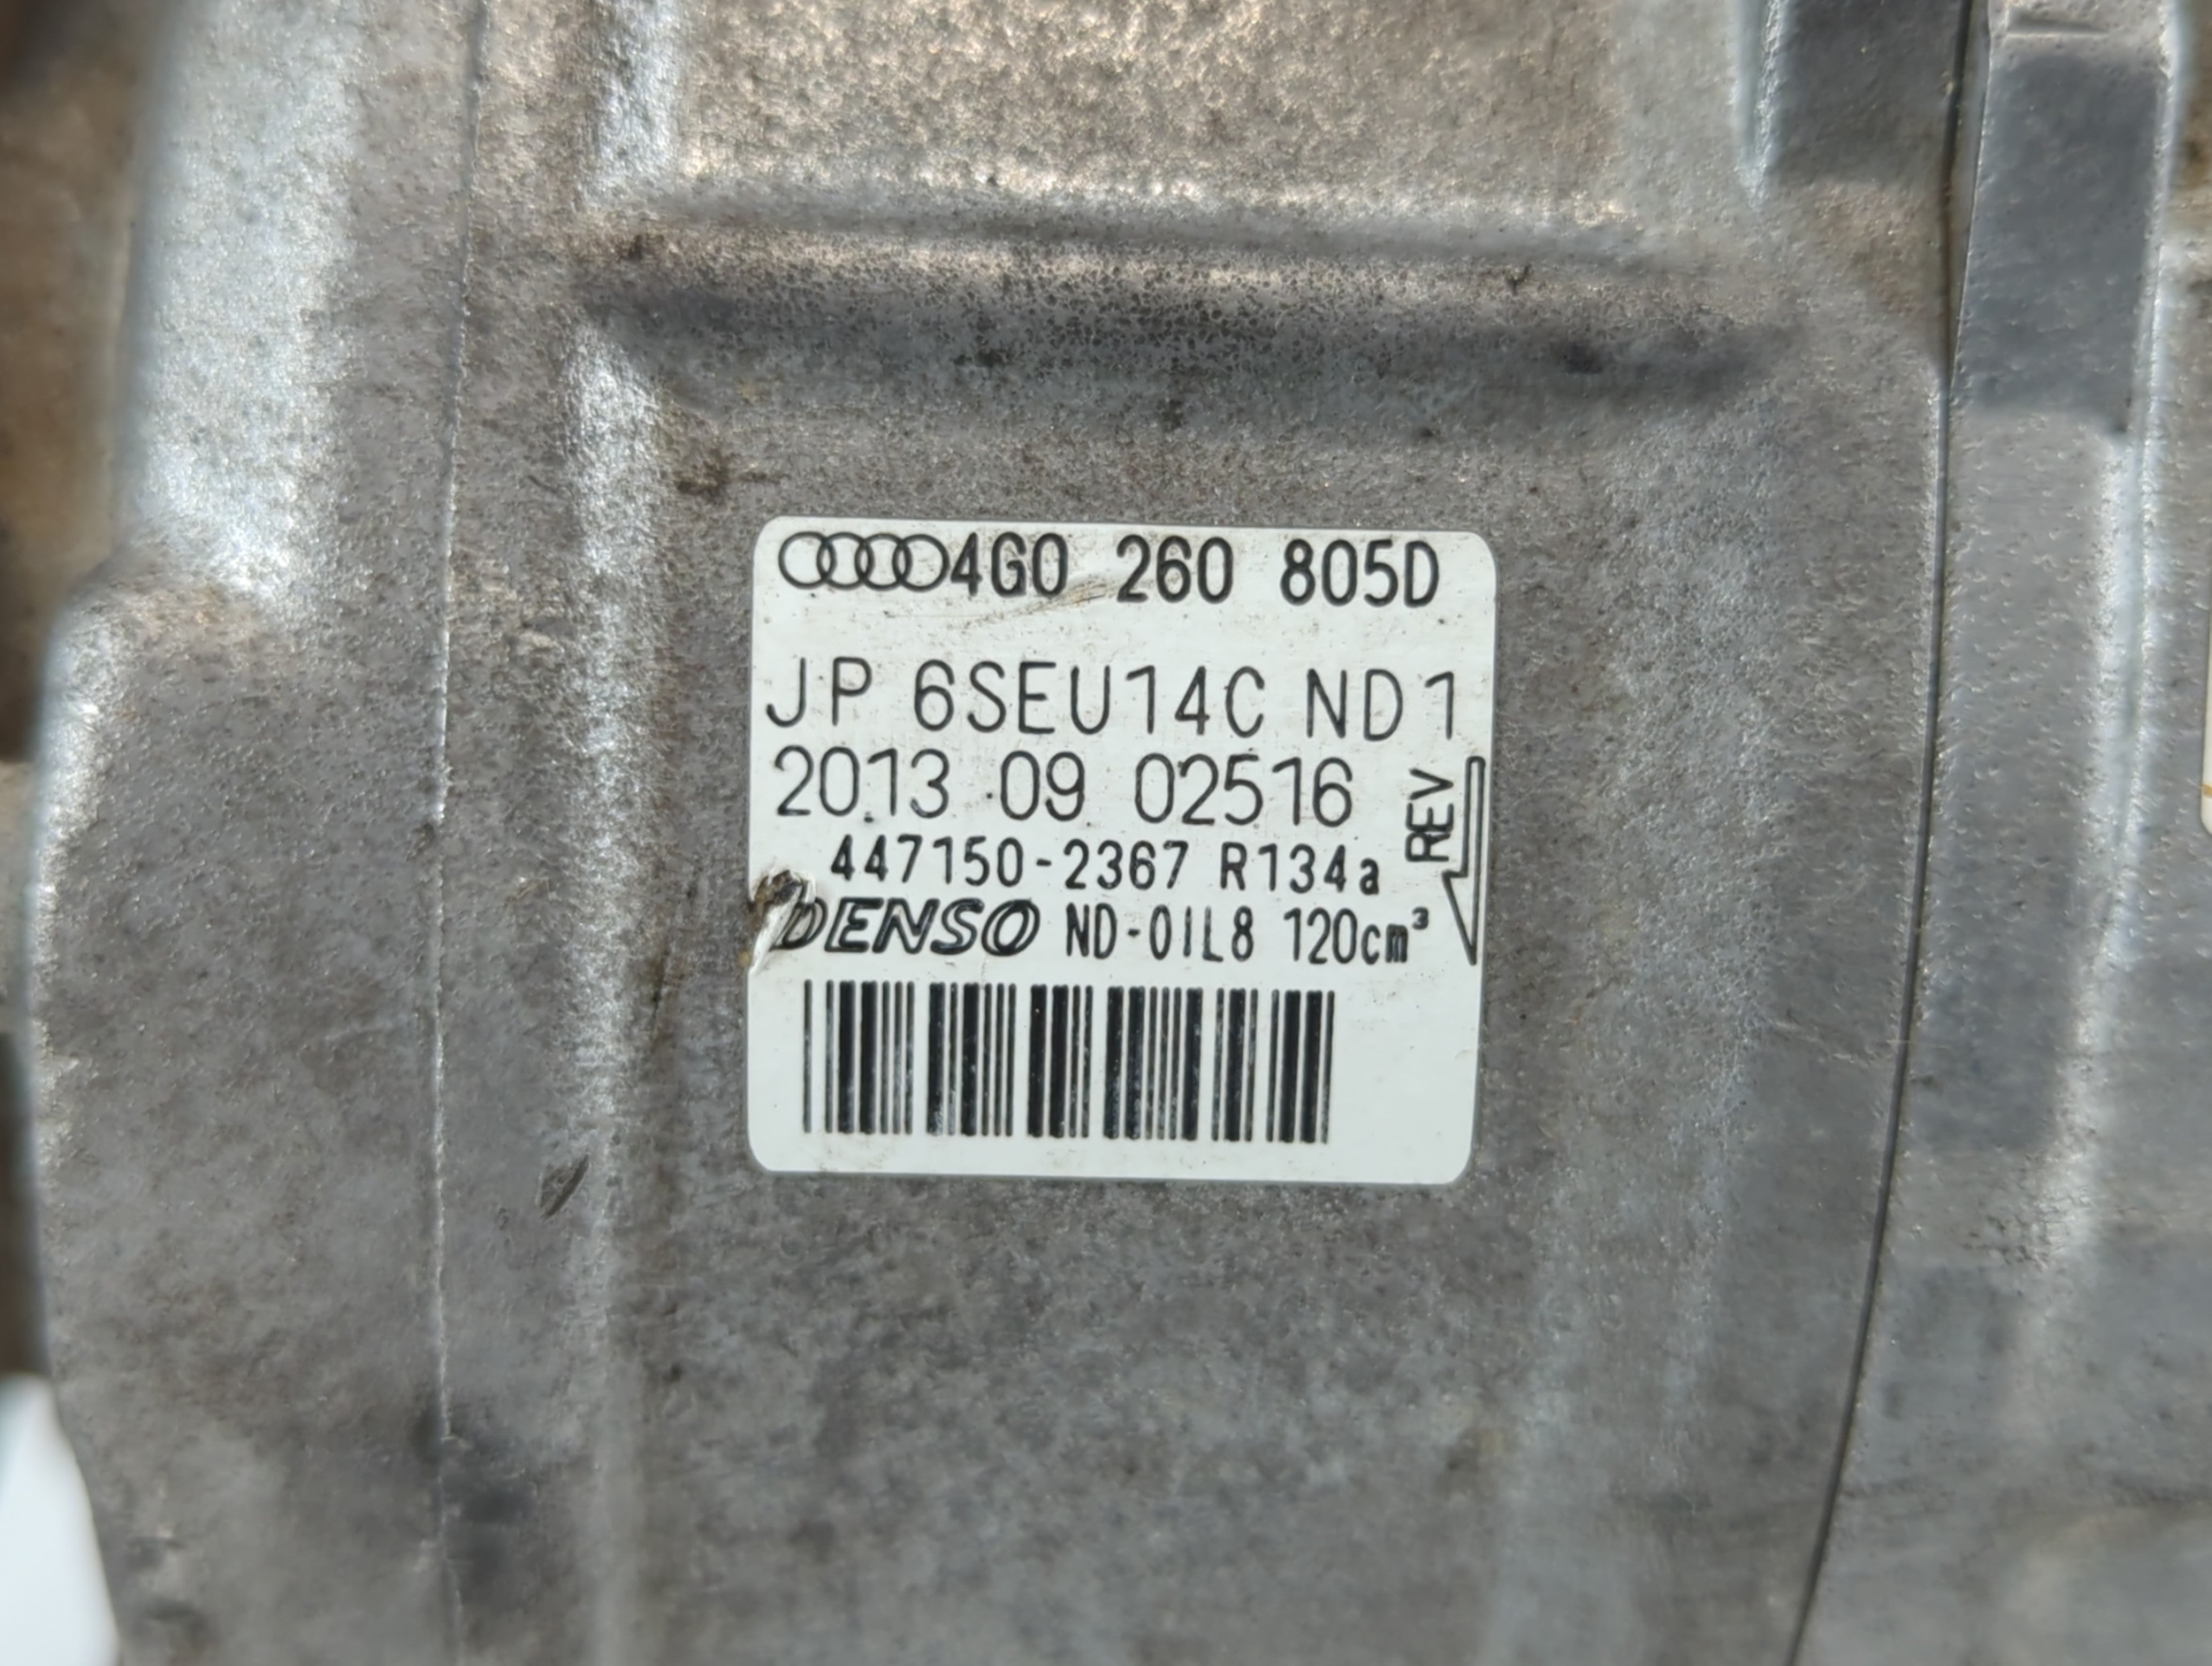 4G0 260 805D
JP 6SEU14C ND1
2013 09 02516
447150-2367 R134a
REV
DENSO ND-OIL8 120cm³